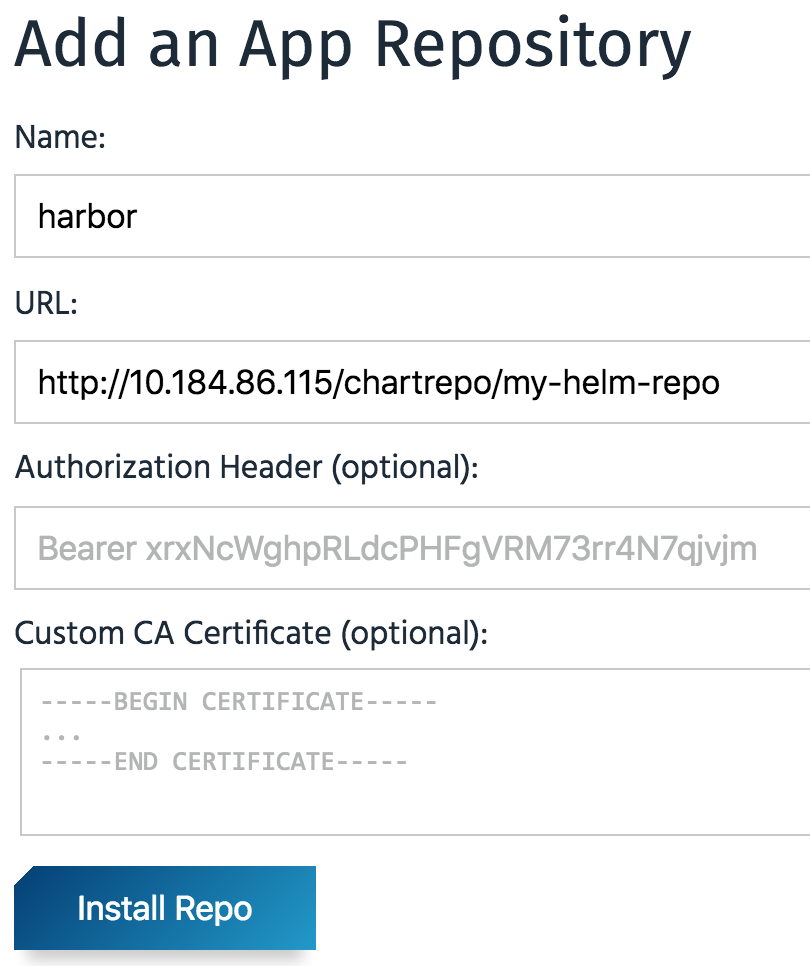 Add an App Repository
Name:
harbor
URL:
http://10.184.86.115/chartrepo/my-helm-repo
Authorization Header (optional):
Bearer xrxNcWghpRLdcPHFgVRM73rr4N7qjvjm
Custom CA Certificate (optional):
-----BEGIN CERTIFICATE-----
...
-----END CERTIFICATE-----
Install Repo